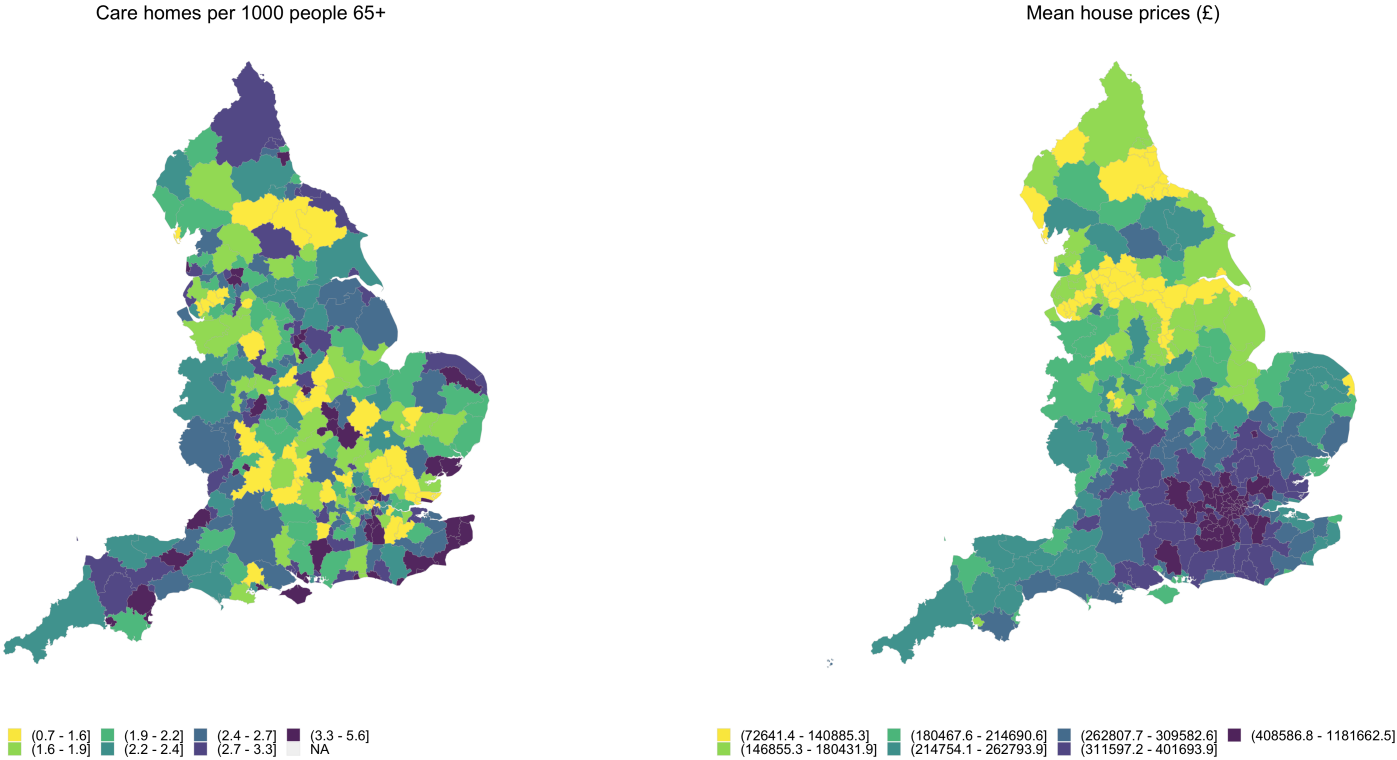 Care homes per 1000 people 65+
Mean house prices (£)
(0.7 - 1.6] (1.9 - 2.2] (2.4 - 2.7] (3.3 - 5.6]
(1.6 - 1.9] (2.2 - 2.4] (2.7 - 3.3] NA
(72641.4 - 140885.3] (180467.6 - 214690.6] (262807.7 - 309582.6] (408586.8 - 1181662.5]
(146855.3 - 180431.9] (214754.1 - 262793.9] (311597.2 - 401693.9]